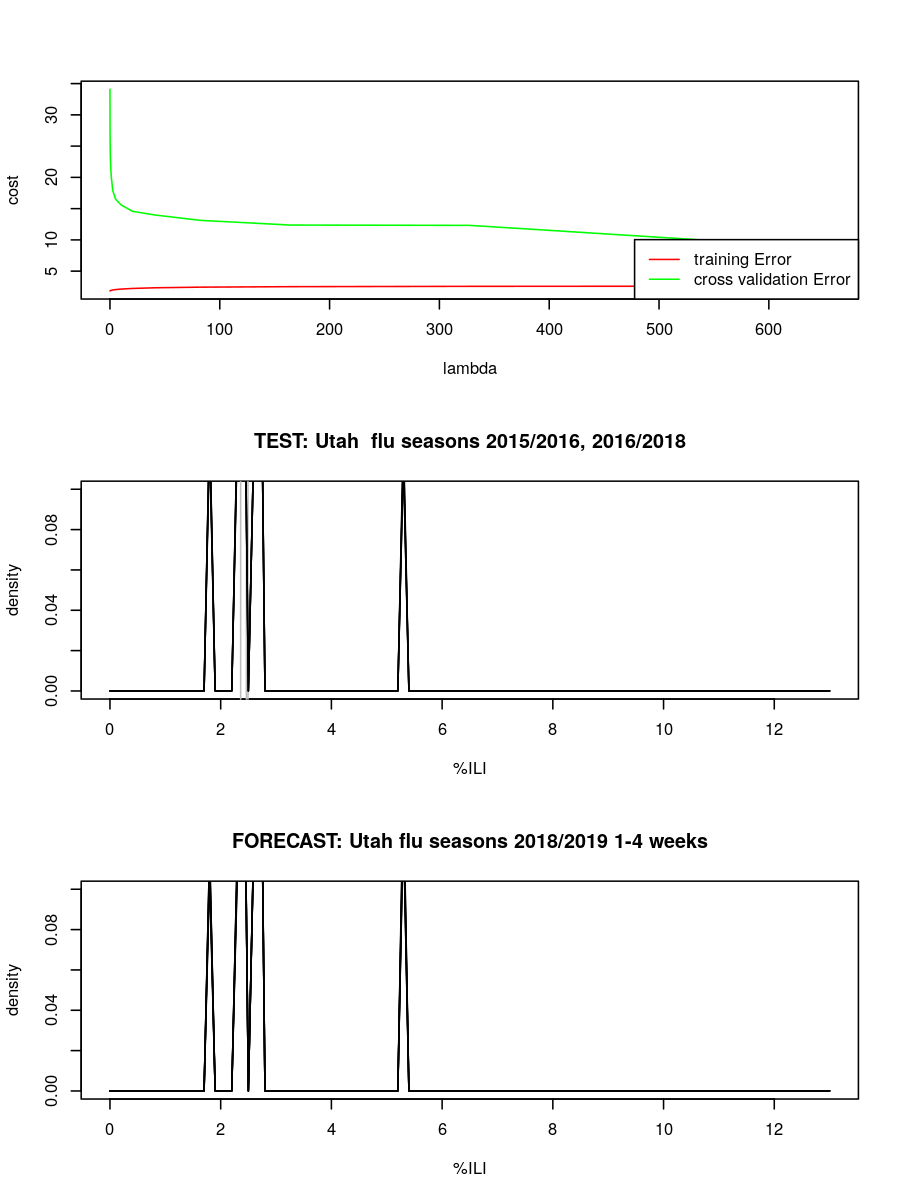 30
20
10
5
cost
training Error
cross validation Error
0 100 200 300 400 500 600
lambda
TEST: Utah  flu seasons 2015/2016, 2016/2018
0.08
0.04
0.00
density
0 2 4 6 8 10 12
%ILI
FORECAST: Utah flu seasons 2018/2019 1-4 weeks
0.08
0.04
0.00
density
0 2 4 6 8 10 12
%ILI